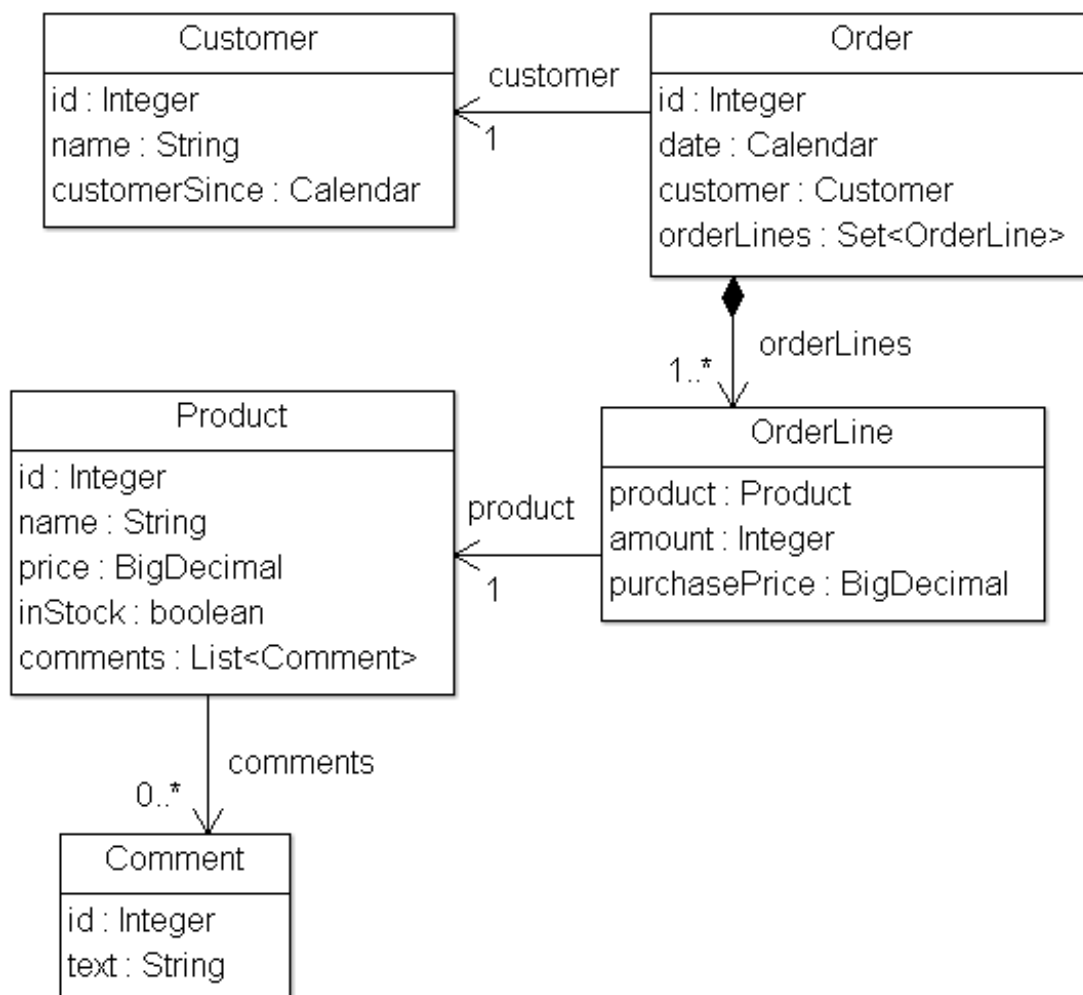 Customer
id : Integer
name : String
customerSince : Calendar
customer
1
Order
id : Integer
date : Calendar
customer : Customer
orderLines : Set<OrderLine>
orderLines
1..*
Product
id : Integer
name : String
price : BigDecimal
inStock : boolean
comments : List<Comment>
product
1
OrderLine
product : Product
amount : Integer
purchasePrice : BigDecimal
comments
0..*
Comment
id : Integer
text : String